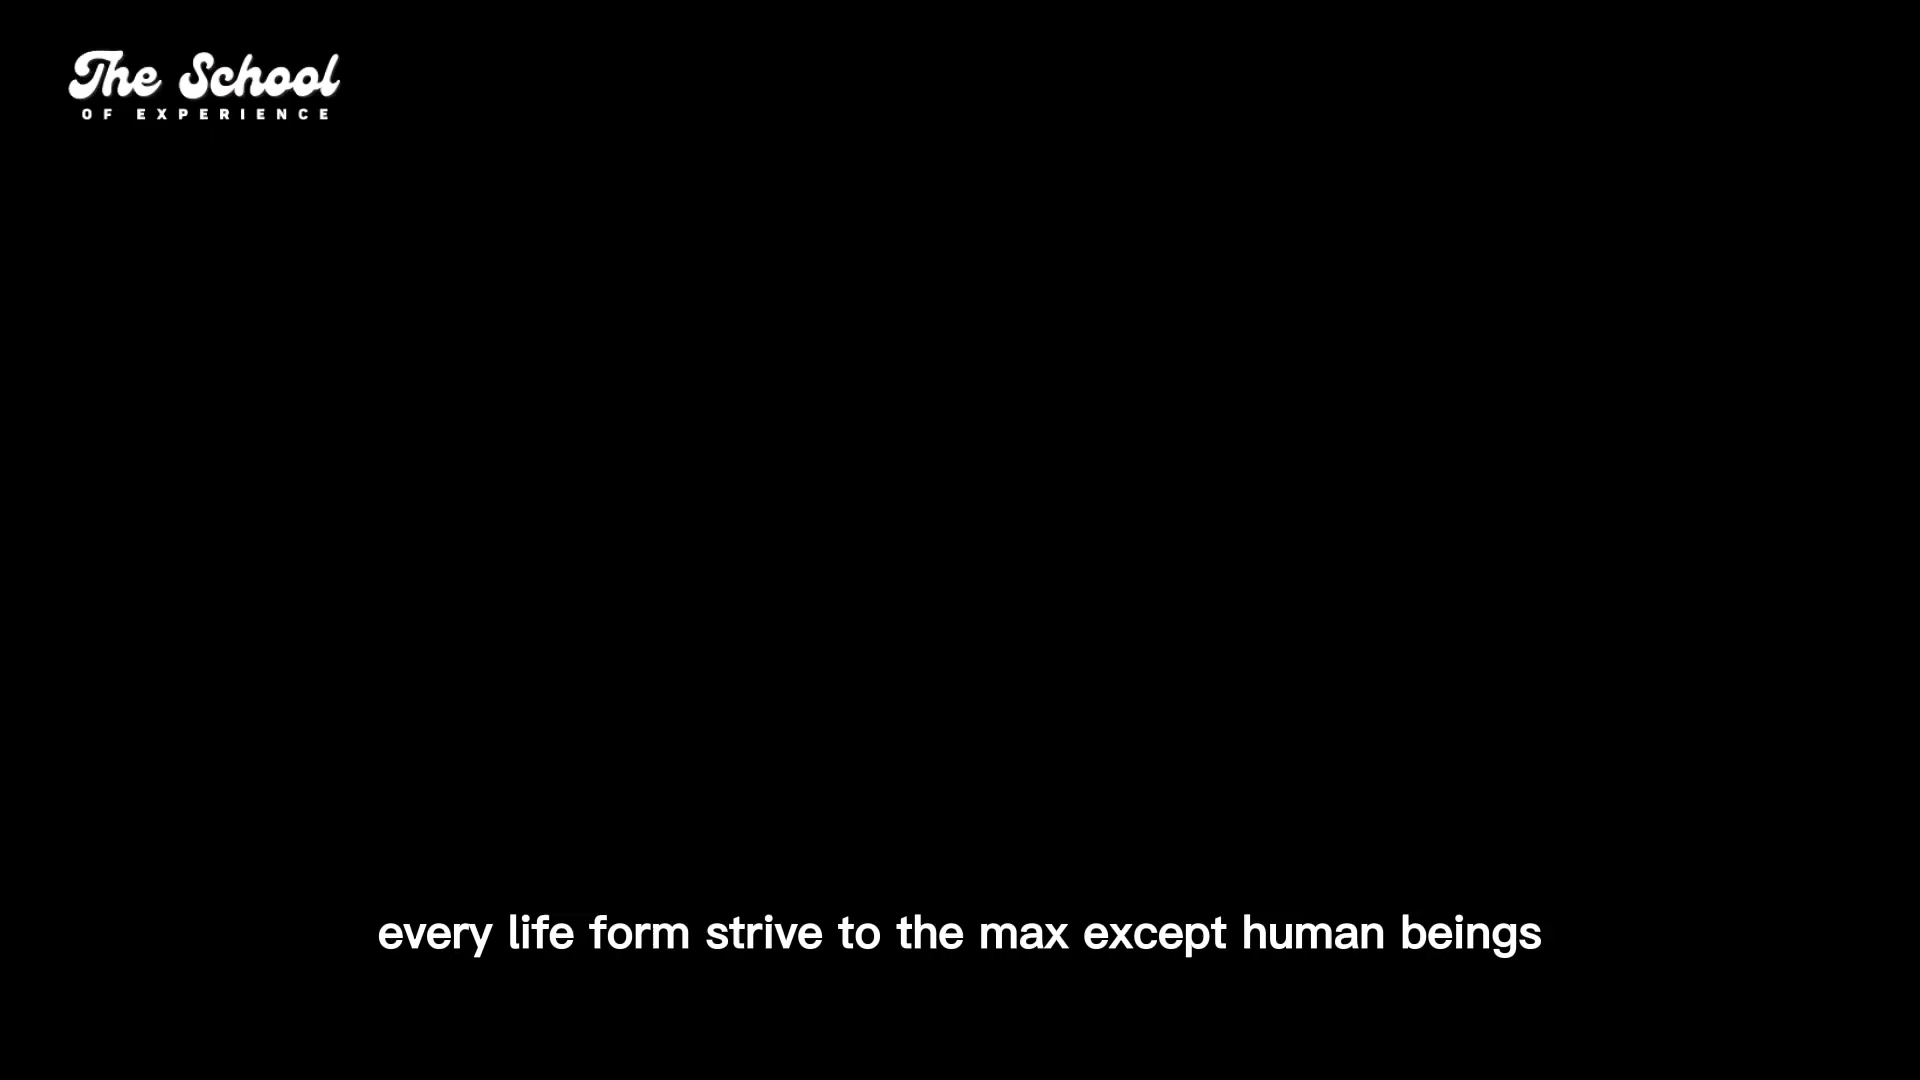 The School
OF EXPERIENCE
every life form strive to the max except human beings